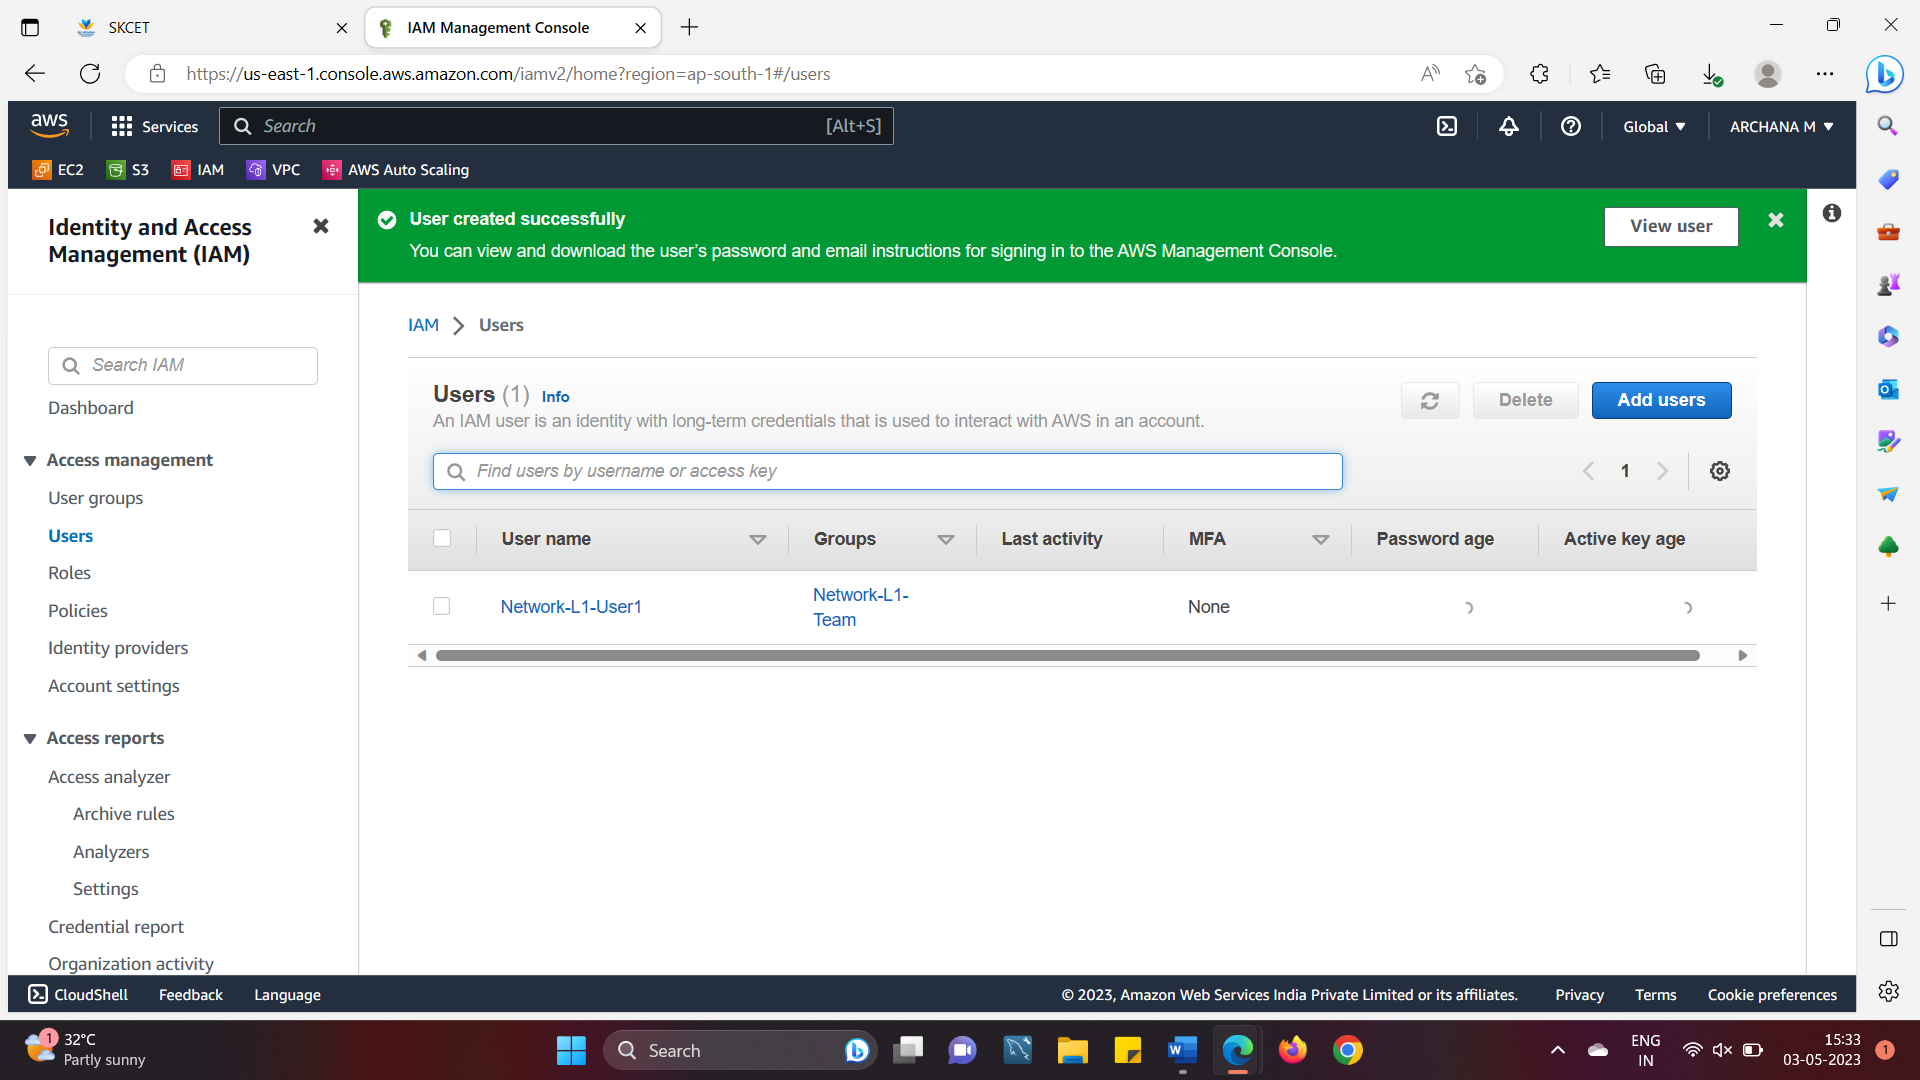 SKCET
IAM Management Console
https://us-east-1.console.aws.amazon.com/iamv2/home?region=ap-south-1#/users
aws
Services
Search
[Alt+S]
Global
ARCHANA M
EC2
S3
IAM
VPC
AWS Auto Scaling
Identity and Access
Management (IAM)
Search IAM
Dashboard
Access management
User groups
Users
Roles
Policies
Identity providers
Account settings
Access reports
Access analyzer
Archive rules
Analyzers
Settings
Credential report
Organization activity
User created successfully
You can view and download the user's password and email instructions for signing in to the AWS Management Console.
View user
IAM
Users
Users (1) Info
An IAM user is an identity with long-term credentials that is used to interact with AWS in an account.
Delete
Add users
Find users by username or access key
1
User name
Groups
Last activity
MFA
Password age
Active key age
Network-L1-User1
Network-L1-
Team
None
CloudShell
Feedback
Language
© 2023, Amazon Web Services India Private Limited or its affiliates.
Privacy
Terms
Cookie preferences
1
32°C
Partly sunny
Search
ENG
IN
15:33
03-05-2023
1